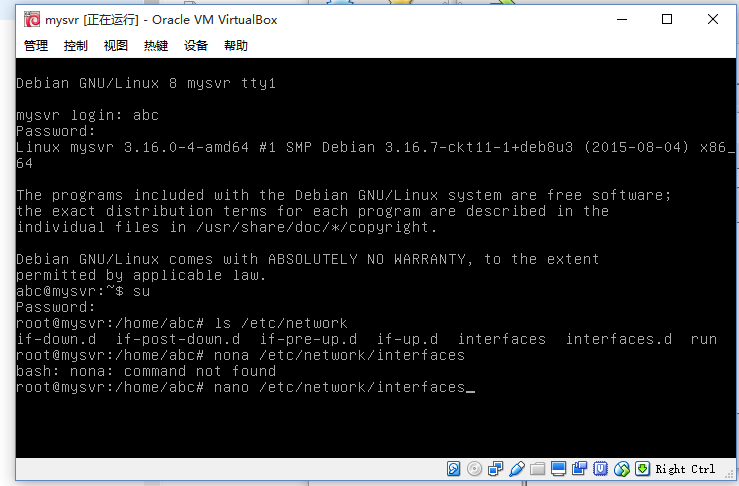 mysvr [正在运行] - Oracle VM VirtualBox
管理 控制 视图 热键 设备 帮助
Debian GNU/Linux 8 mysvr tty1
mysvr login: abc
Password:
Linux mysvr 3.16.0-4-amd64 #1 SMP Debian 3.16.7-ckt11-1+deb8u3 (2015-08-04) x86_
64
The programs included with the Debian GNU/Linux system are free software;
the exact distribution terms for each program are described in the
individual files in /usr/share/doc/*/copyright.
Debian GNU/Linux comes with ABSOLUTELY NO WARRANTY, to the extent
permitted by applicable law.
abc@mysvr:~$ su
Password:
root@mysvr:/home/abc# ls /etc/network
if-down.d if-post-down.d if-pre-up.d if-up.d interfaces interfaces.d run
root@mysvr:/home/abc# nona /etc/network/interfaces
bash: nona: command not found
root@mysvr:/home/abc# nano /etc/network/interfaces_
Right Ctrl